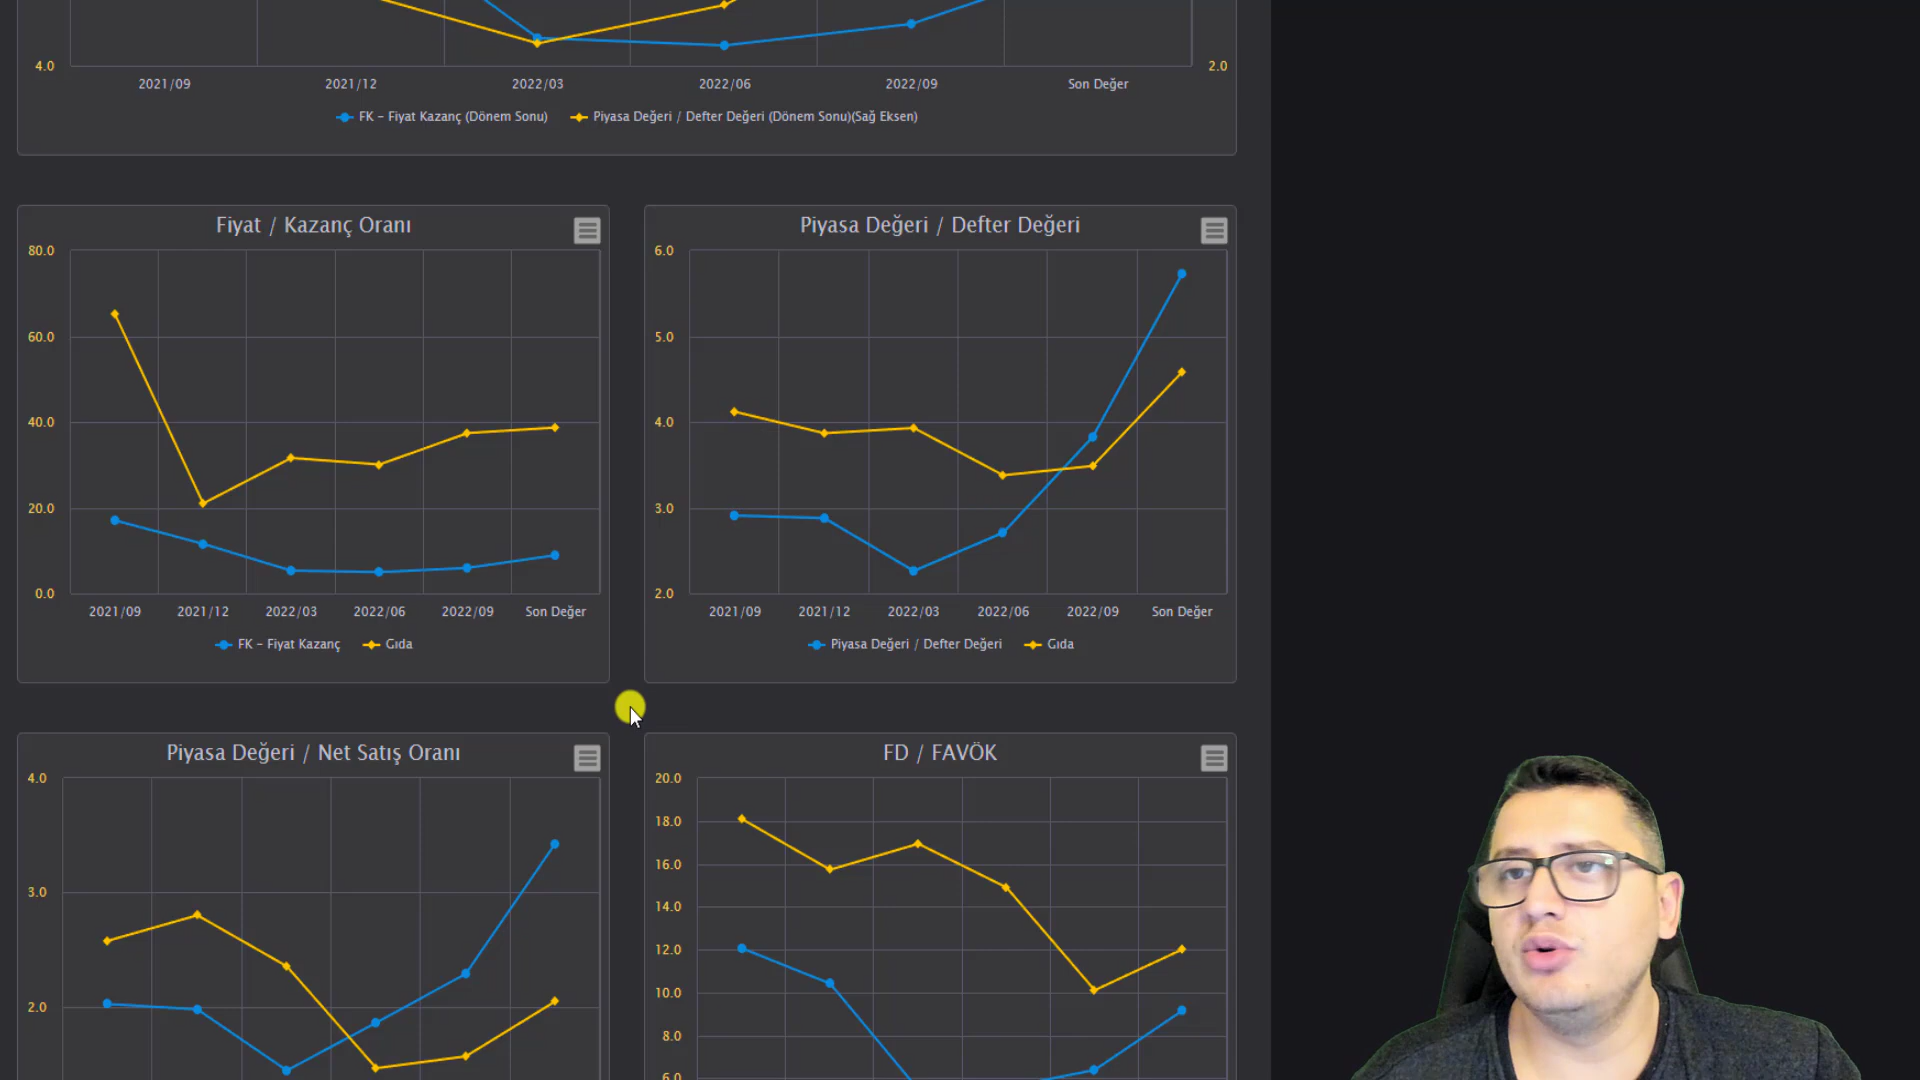 4.0
2.0
2021/09 2021/12 2022/03 2022/06 2022/09 Son Değer
FK - Fiyat Kazanç (Dönem Sonu) Piyasa Değeri / Defter Değeri (Dönem Sonu)(Sağ Eksen)
Fiyat / Kazanç Oranı
80.0
60.0
40.0
20.0
0.0
2021/09 2021/12 2022/03 2022/06 2022/09 Son Değer
FK - Fiyat Kazanç Gıda
Piyasa Değeri / Defter Değeri
6.0
5.0
4.0
3.0
2.0
2021/09 2021/12 2022/03 2022/06 2022/09 Son Değer
Piyasa Değeri / Defter Değeri Gıda
Piyasa Değeri / Net Satış Oranı
4.0
3.0
2.0
FD / FAVÖK
20.0
18.0
16.0
14.0
12.0
10.0
8.0
6.0